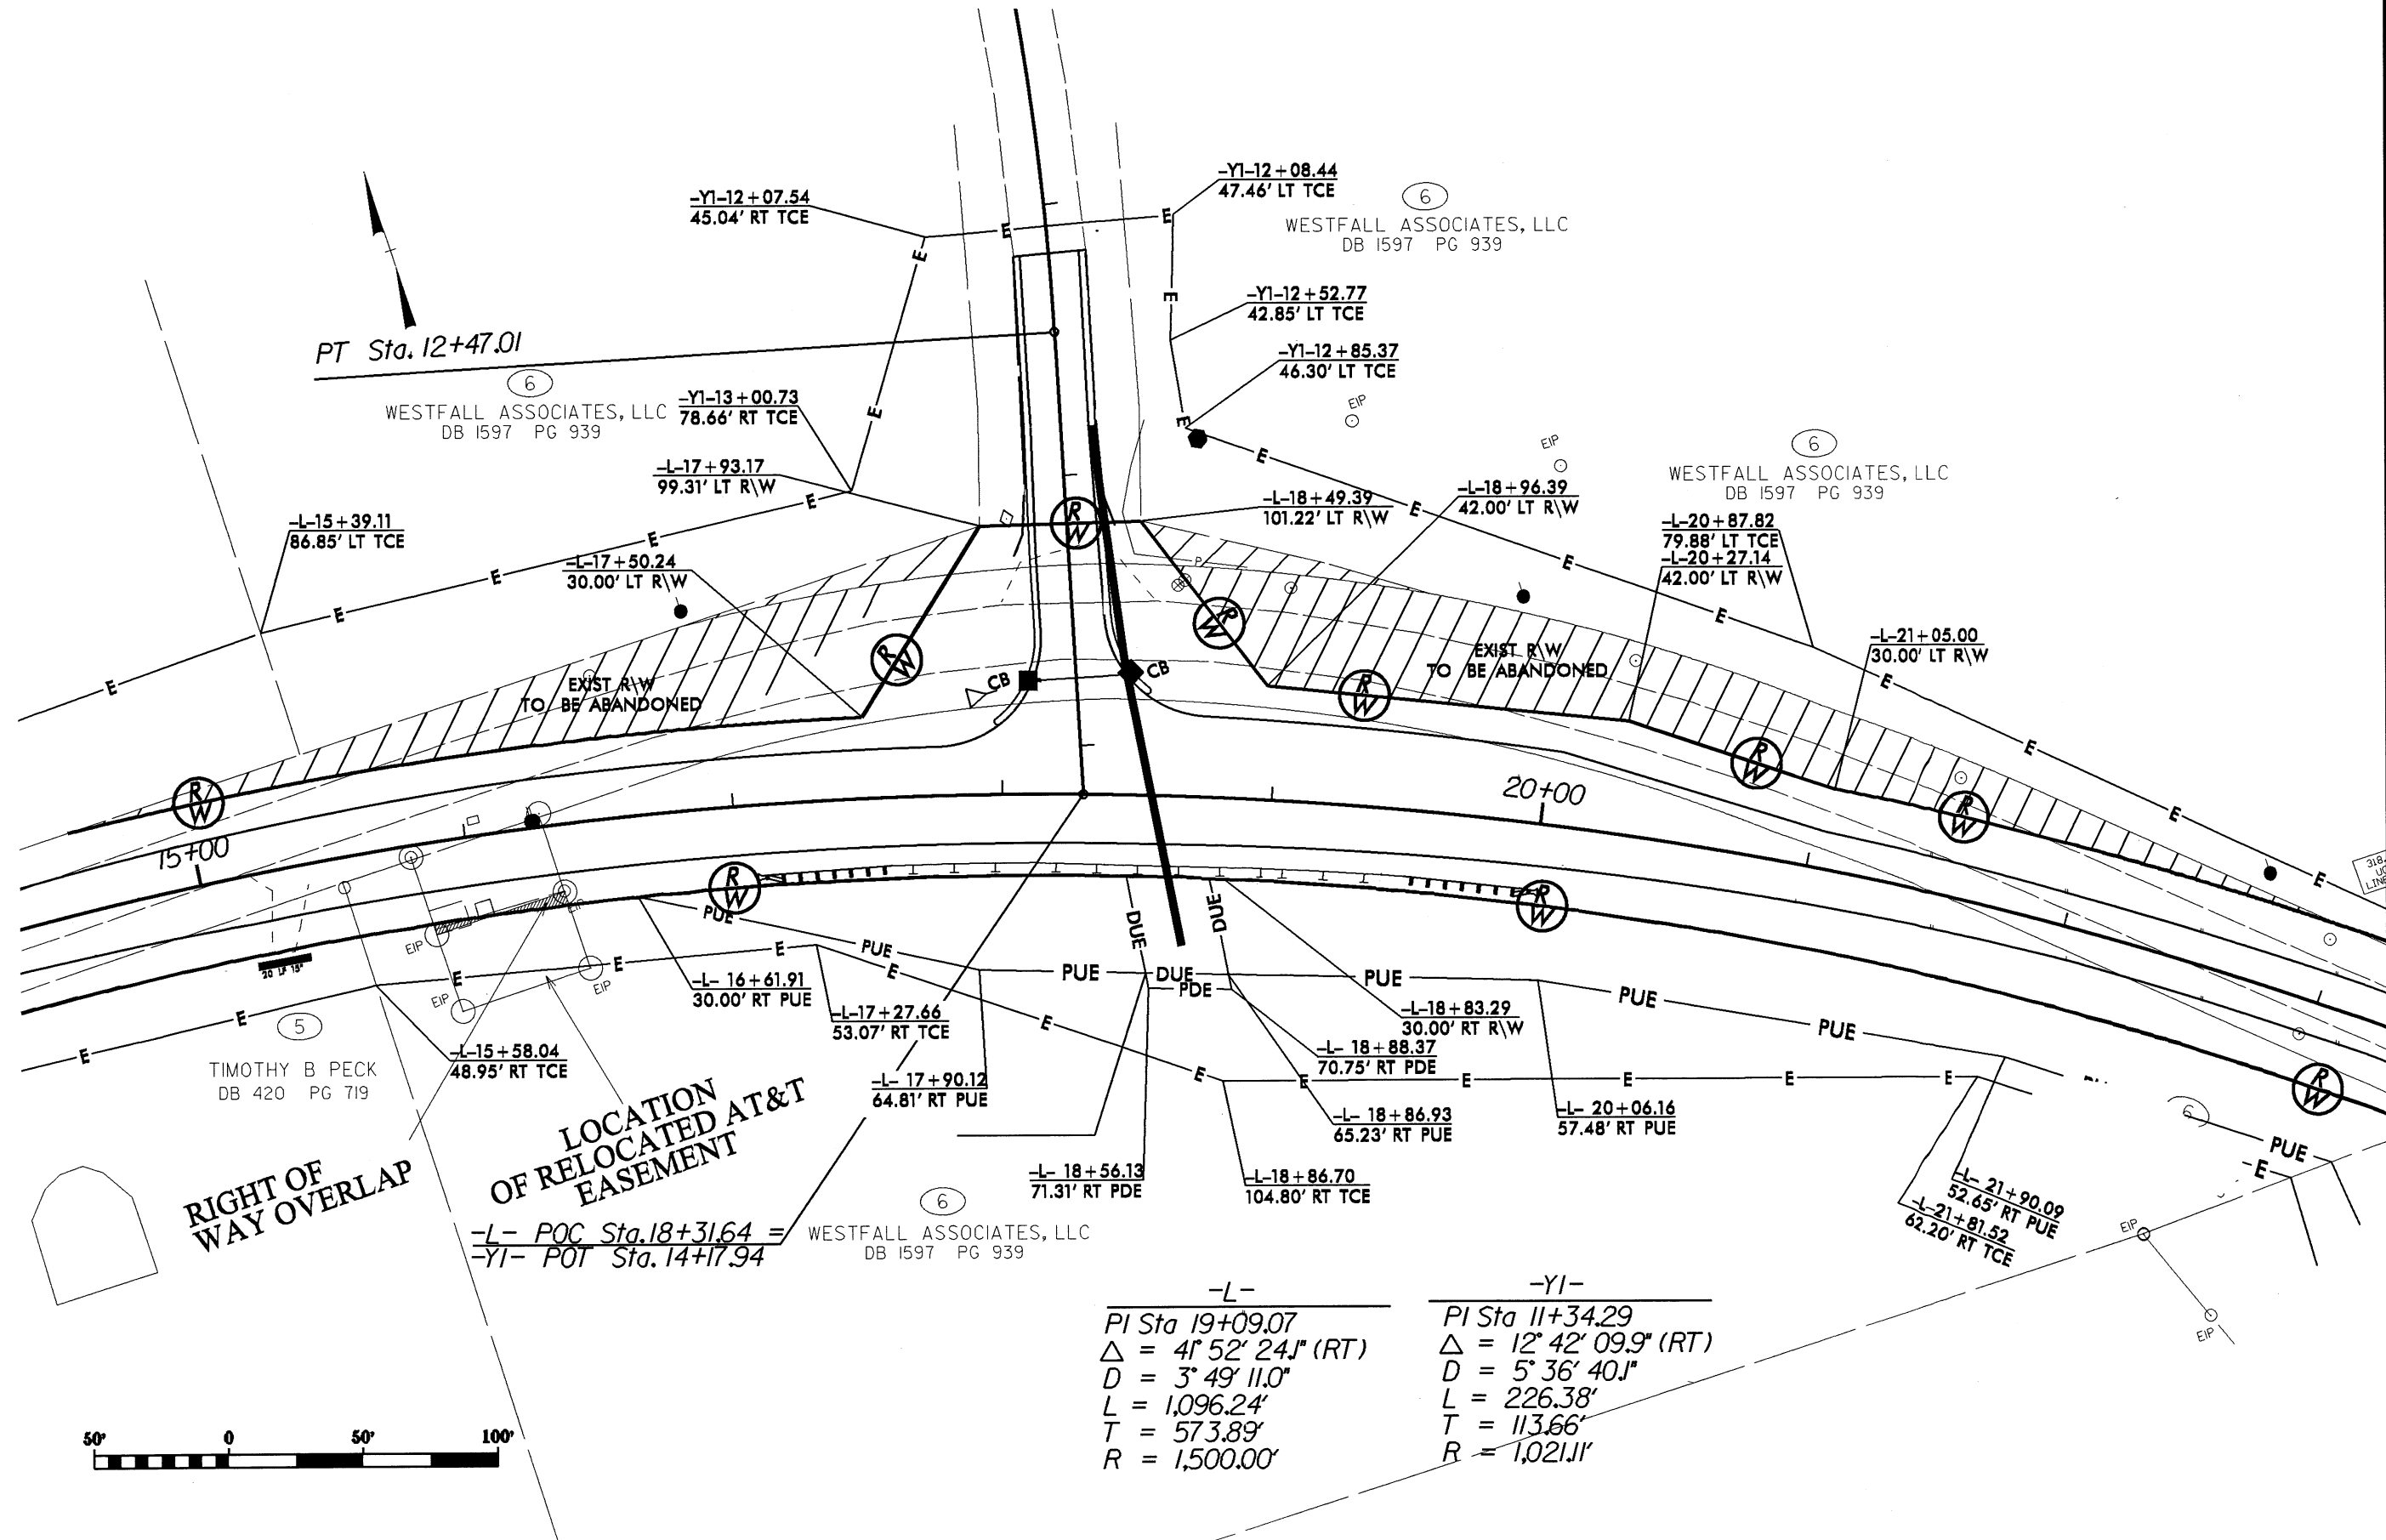 -Y1-12+08.44
47.46' LT TCE
6
WESTFALL ASSOCIATES, LLC
DB 1597 PG 939
-Y1-12+07.54
45.04' RT TCE
E
E
E
E
-Y1-12+52.77
42.85' LT TCE
PT Sta. 12+47.01
-Y1-12+85.37
46.30' LT TCE
6
WESTFALL ASSOCIATES, LLC
DB 1597 PG 939
-Y1-13+00.73
78.66' RT TCE
E
E
EIP
EIP
6
WESTFALL ASSOCIATES, LLC
DB 1597 PG 939
-L-17+93.17
99.31' LT R\W
E
E
-L-18+49.39
101.22' LT R\W
-L-18+96.39
42.00' LT R\W
E
-L-15+39.11
86.85' LT TCE
E
R
W
-L-20+87.82
79.88' LT TCE
-L-20+27.14
42.00' LT R\W
-L-17+50.24
30.00' LT R\W
E
E
E
P
E
-L-21+05.00
30.00' LT R\W
R
W
R
W
EXIST R\W
TO BE ABANDONED
EXIST R\W
TO BE ABANDONED
E
CB
CB
E
R
W
R
W
E
E
E
R
W
R
W
15+00
20+00
318.
LINE
R
W
R
W
PUE
DUE
DUE
EIP
EIP
20 LF 15"
E
E
E
PUE
E
PUE
DUE
PUE
PDE
PUE
PUE
EIP
EIP
-L- 16+61.91
30.00' RT PUE
-L-17+27.66
53.07' RT TCE
E
E
-L-18+83.29
30.00' RT R\W
5
TIMOTHY B PECK
DB 420 PG 719
E
-L-15+58.04
48.95' RT TCE
-L- 18+88.37
70.75' RT PDE
-L- 17+90.12
64.81' RT PUE
E
E
E
E
E
E
R
W
-L- 18+86.93
65.23' RT PUE
-L- 20+06.16
57.48' RT PUE
6
PUE
E
LOCATION
OF RELOCATED AT&T
EASEMENT
RIGHT OF
WAY OVERLAP
-L- 18+56.13
71.31' RT PDE
-L-18+86.70
104.80' RT TCE
-L- 21+90.09
52.65' RT PUE
-L-21+81.52
62.20' RT TCE
EIP
EIP
6
WESTFALL ASSOCIATES, LLC
DB 1597 PG 939
-L- POC Sta.18+31.64 =
-Y1- POT Sta. 14+17.94
-L-
PI Sta 19+09.07
Δ = 41° 52' 24.1" (RT)
D = 3° 49' 11.0"
L = 1,096.24'
T = 573.89'
R = 1,500.00'
-Y1-
PI Sta 11+34.29
Δ = 12° 42' 09.9" (RT)
D = 5° 36' 40.1"
L = 226.38'
T = 113.66'
R = 1,021.11'
50' 0 50' 100'